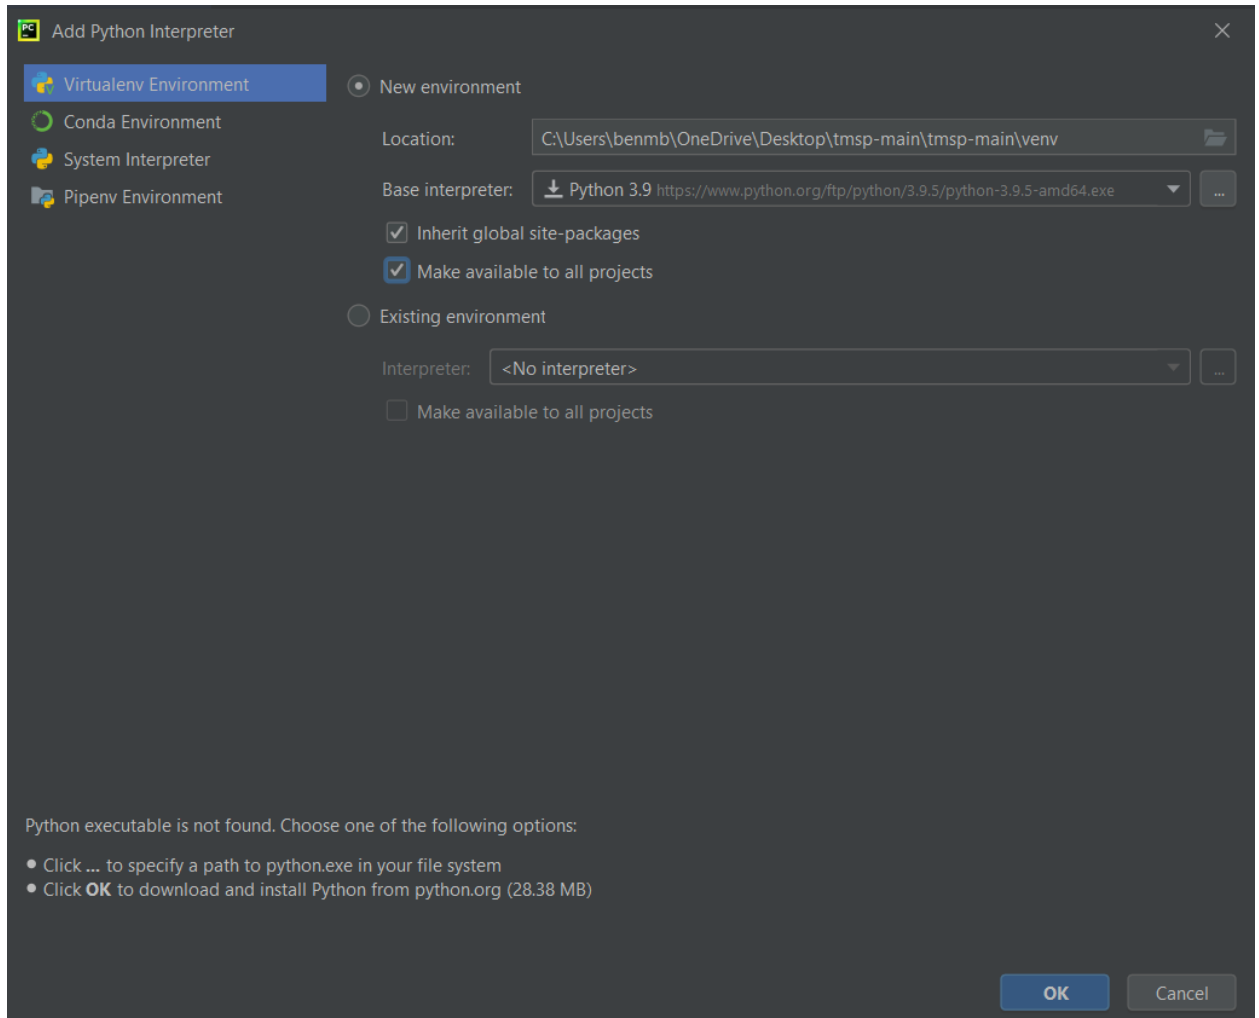 PC
Add Python Interpreter
Virtualenv Environment
Conda Environment
System Interpreter
Pipenv Environment
New environment
Location: C:\Users\benmb\OneDrive\Desktop\tmsp-main\tmsp-main\venv
Base interpreter: Python 3.9 https://www.python.org/ftp/python/3.9.5/python-3.9.5-amd64.exe ...
Inherit global site-packages
Make available to all projects
Existing environment
Interpreter: <No interpreter> ...
Make available to all projects
Python executable is not found. Choose one of the following options:
• Click ... to specify a path to python.exe in your file system
• Click OK to download and install Python from python.org (28.38 MB)
OK Cancel